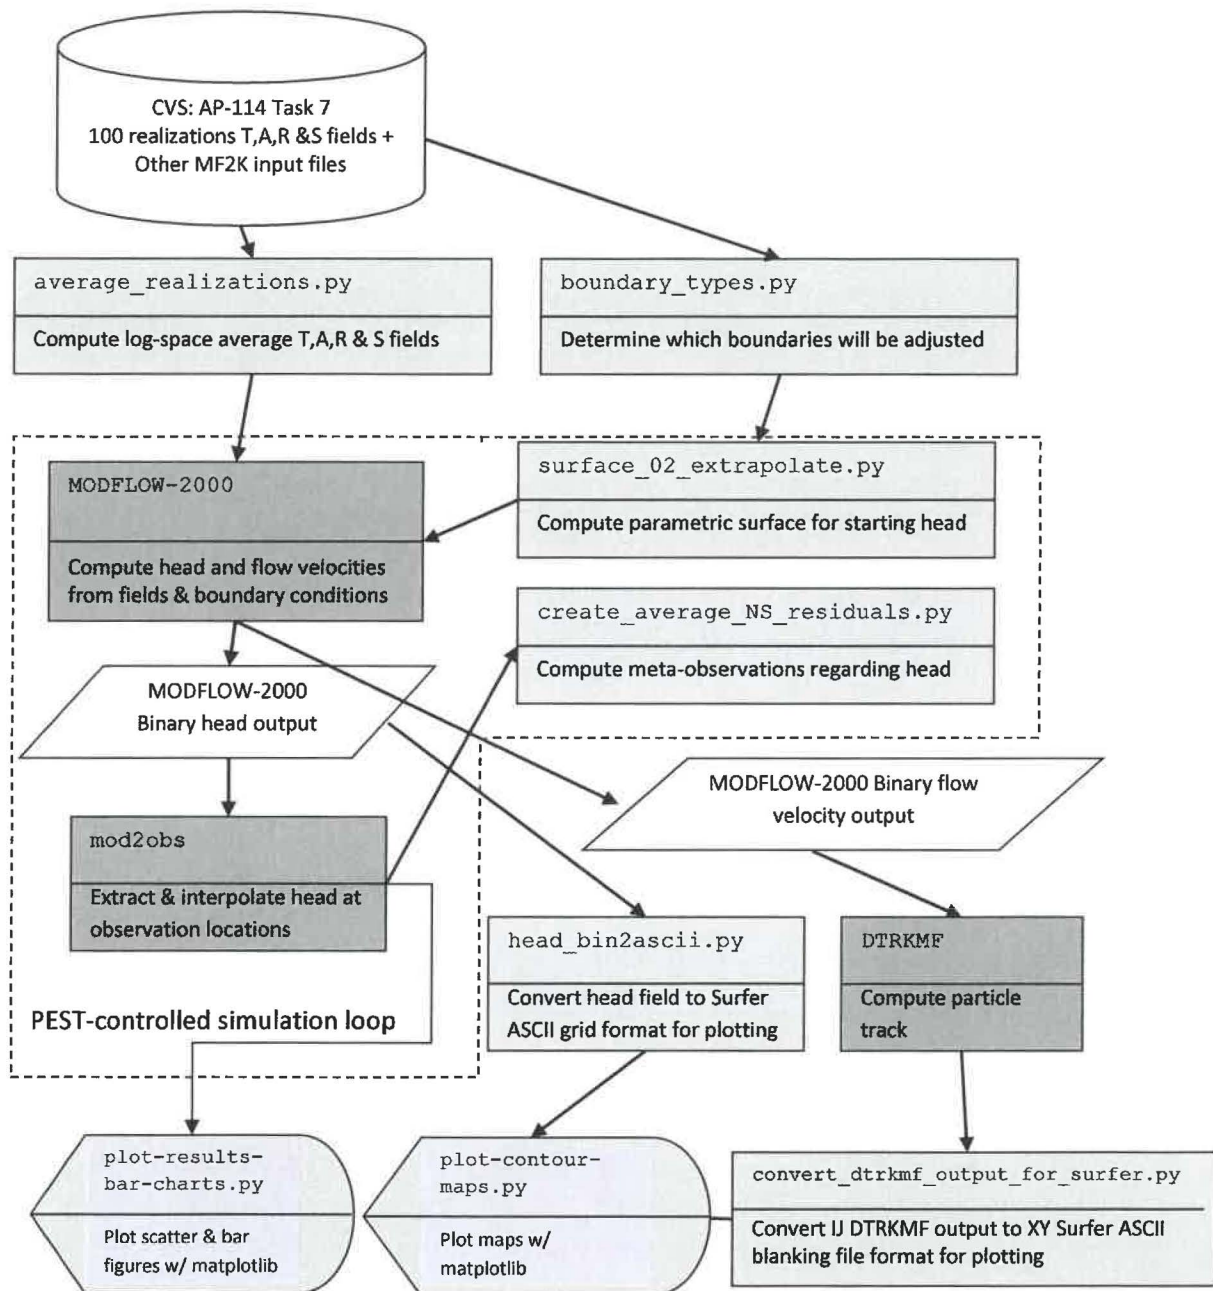 CVS: AP-114 Task 7
100 realizations T,A,R &S fields +
Other MF2K input files
average_realizations.py
Compute log-space average T,A,R & S fields
boundary_types.py
Determine which boundaries will be adjusted
MODFLOW-2000
Compute head and flow velocities
from fields & boundary conditions
surface_02_extrapolate.py
Compute parametric surface for starting head
create_average_NS_residuals.py
Compute meta-observations regarding head
MODFLOW-2000
Binary head output
MODFLOW-2000 Binary flow
velocity output
mod2obs
Extract & interpolate head at
observation locations
PEST-controlled simulation loop
head_bin2ascii.py
Convert head field to Surfer
ASCII grid format for plotting
DTRKMF
Compute particle
track
plot-results-
bar-charts.py
Plot scatter & bar
figures w/ matplotlib
plot-contour-
maps.py
Plot maps w/
matplotlib
convert_dtrkmf_output_for_surfer.py
Convert IJ DTRKMF output to XY Surfer ASCII
blanking file format for plotting